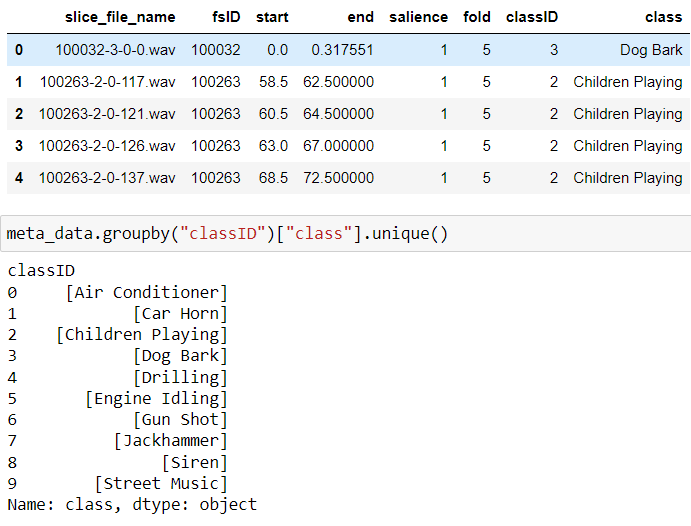 slice_file_name fsID start end salience fold classID class
0 100032-3-0-0.wav 100032 0.0 0.317551 1 5 3 Dog Bark
1 100263-2-0-117.wav 100263 58.5 62.500000 1 5 2 Children Playing
2 100263-2-0-121.wav 100263 60.5 64.500000 1 5 2 Children Playing
3 100263-2-0-126.wav 100263 63.0 67.000000 1 5 2 Children Playing
4 100263-2-0-137.wav 100263 68.5 72.500000 1 5 2 Children Playing
meta_data.groupby("classID")["class"].unique()
classID
0 [Air Conditioner]
1 [Car Horn]
2 [Children Playing]
3 [Dog Bark]
4 [Drilling]
5 [Engine Idling]
6 [Gun Shot]
7 [Jackhammer]
8 [Siren]
9 [Street Music]
Name: class, dtype: object